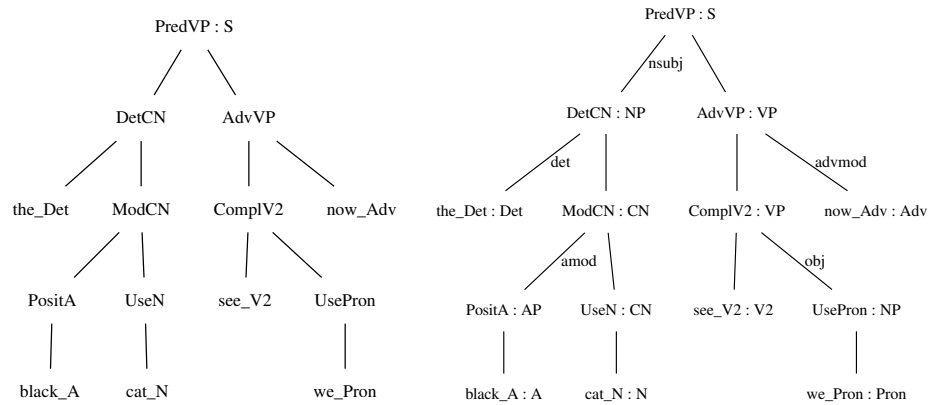 PredVP : S
DetCN AdvVP
the_Det ModCN ComplV2 now_Adv
PositA UseN see_V2 UsePron
black_A cat_N we_Pron
PredVP : S
nsubj
DetCN : NP AdvVP : VP
det advmod
the_Det : Det ModCN : CN ComplV2 : VP now_Adv : Adv
amod obj
PositA : AP UseN : CN see_V2 : V2 UsePron : NP
black_A : A cat_N : N we_Pron : Pron